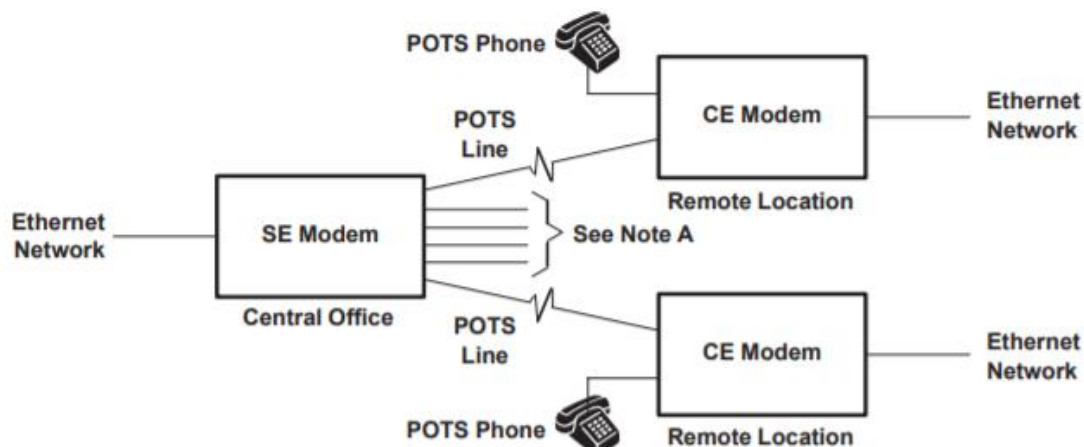 POTS Phone
CE Modem
Ethernet
Network
POTS
Line
Remote Location
Ethernet
Network
SE Modem
See Note A
Central Office
POTS
Line
CE Modem
Ethernet
Network
POTS Phone
Remote Location